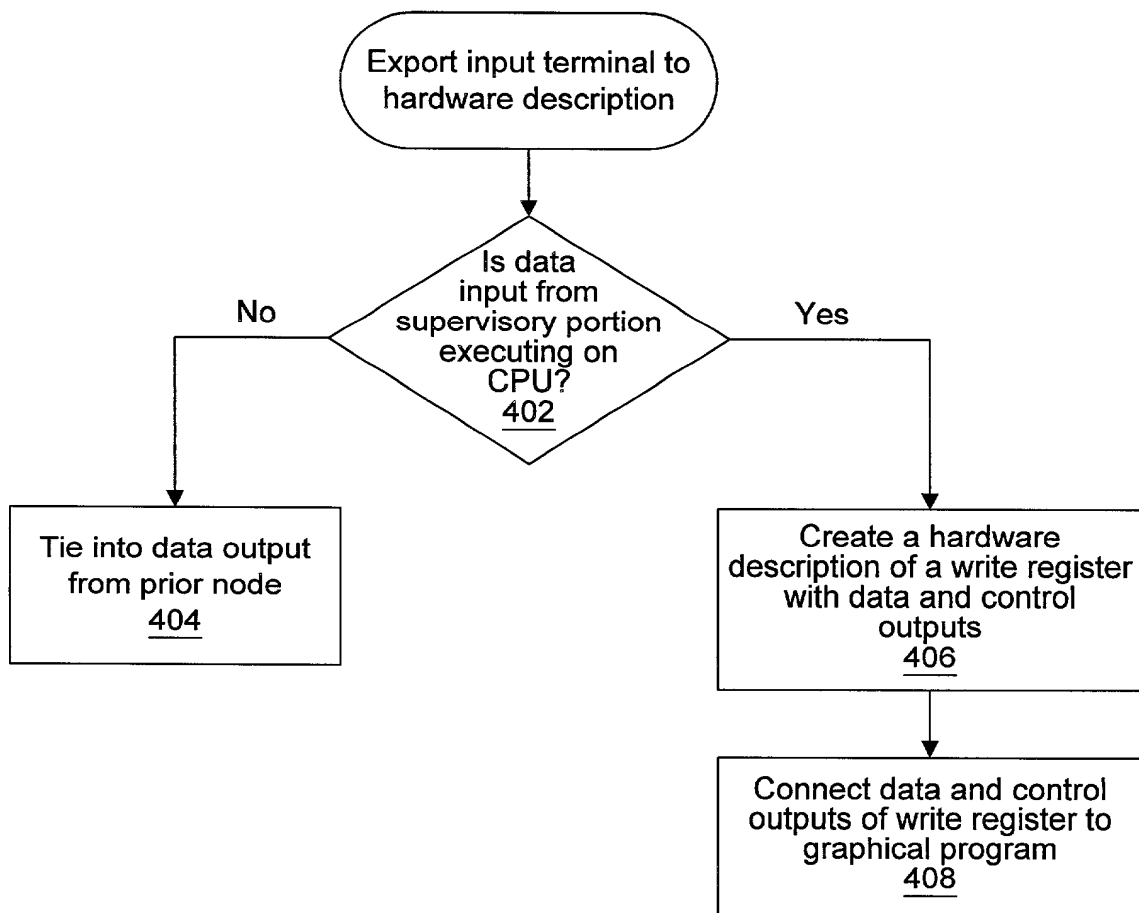 Export input terminal to
hardware description
Is data
input from
supervisory portion
executing on
CPU?
402
No
Yes
Tie into data output
from prior node
404
Create a hardware
description of a write register
with data and control
outputs
406
Connect data and control
outputs of write register to
graphical program
408